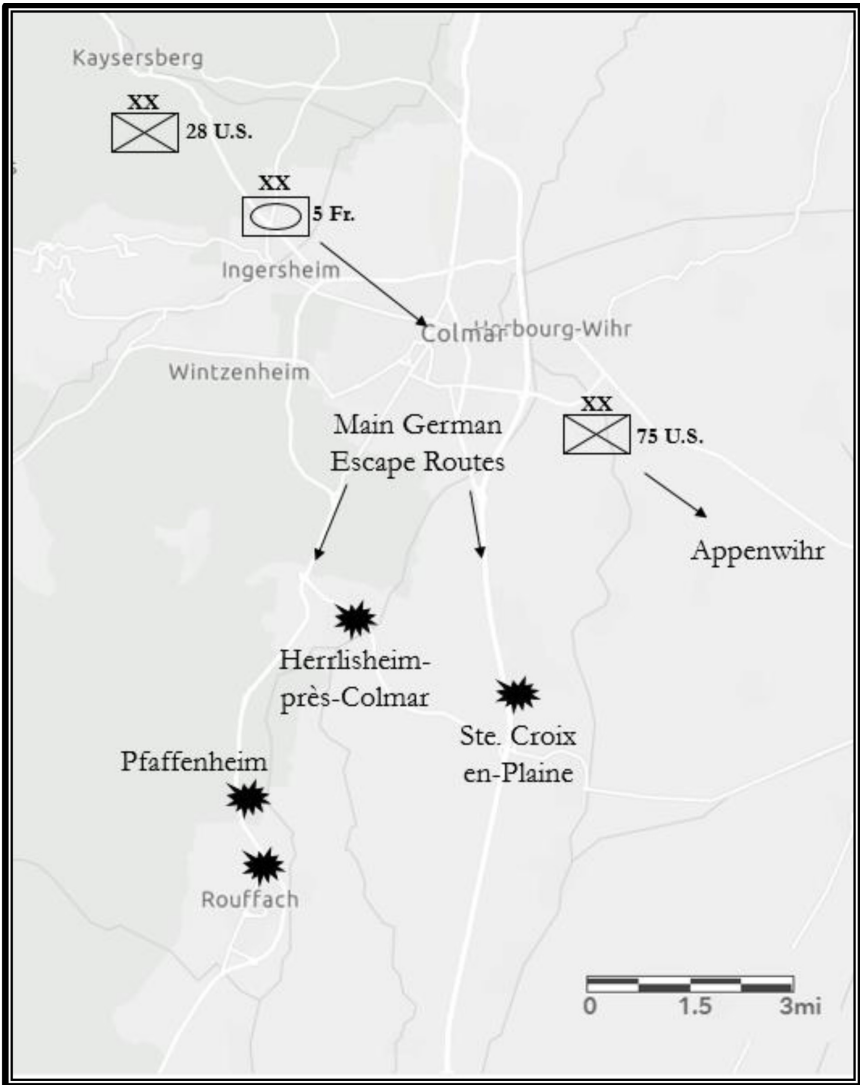 Kaysersberg
XX
28 U.S.
XX
5 Fr.
Ingersheim
Colmar
Horbourg-Wihr
Wintzenheim
XX
75 U.S.
Main German
Escape Routes
Appenwihr
Herrlisheim-
près-Colmar
Ste. Croix
en-Plaine
Pfaffenheim
Rouffach
0 1.5 3mi